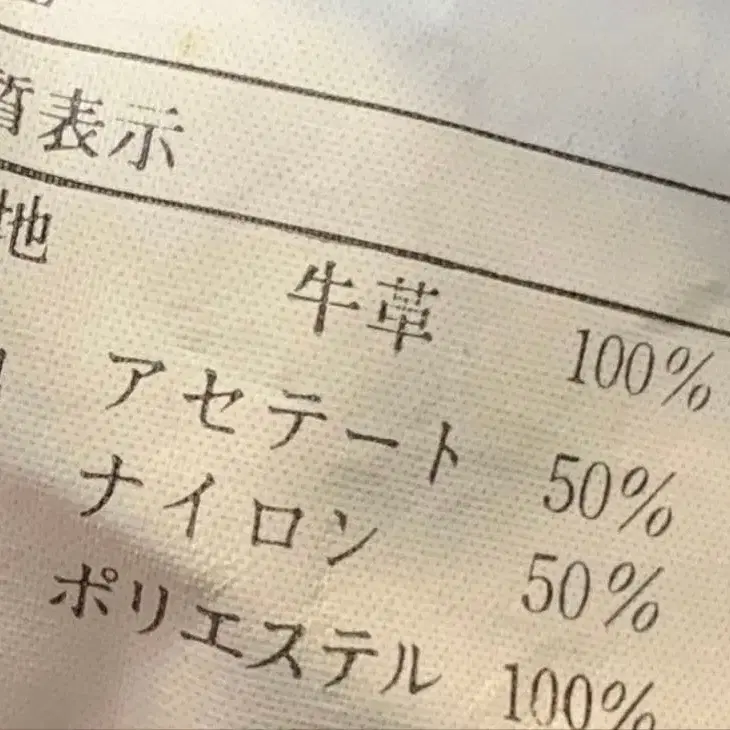 質表示
地 牛革 100%
アセテート 50%
ナイロン 50%
ポリエステル 100%